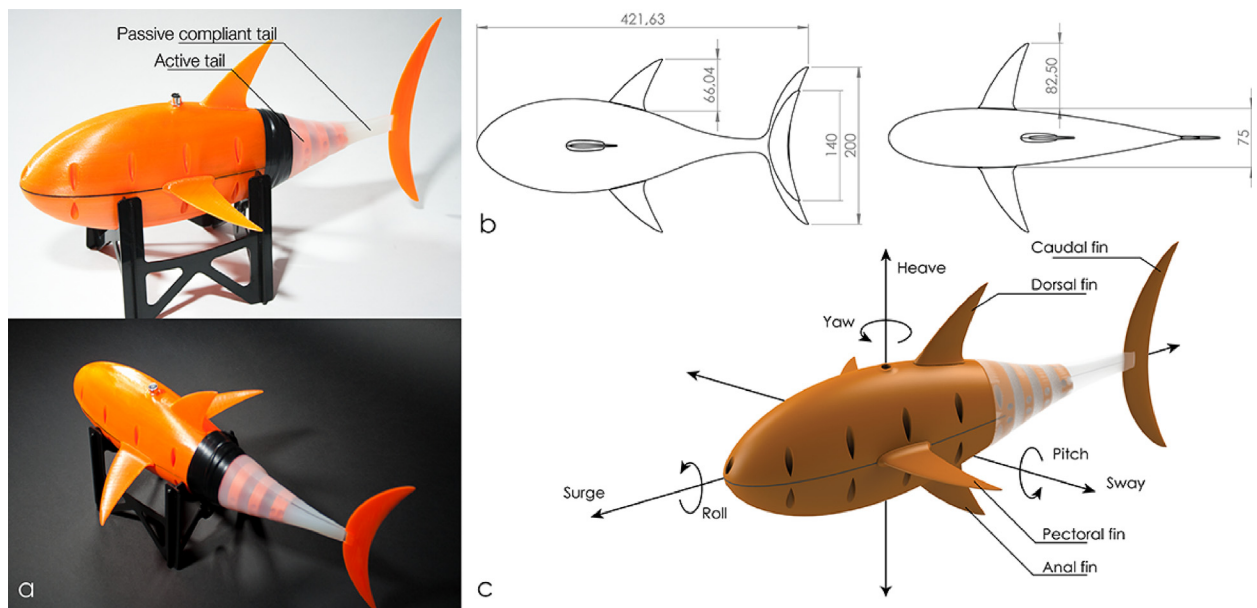 Passive compliant tail
Active tail
a
421,63
66,04
140
200
82,50
75
b
Caudal fin
Heave
Dorsal fin
Yaw
Pitch
Surge
Sway
Roll
Pectoral fin
Anal fin
c